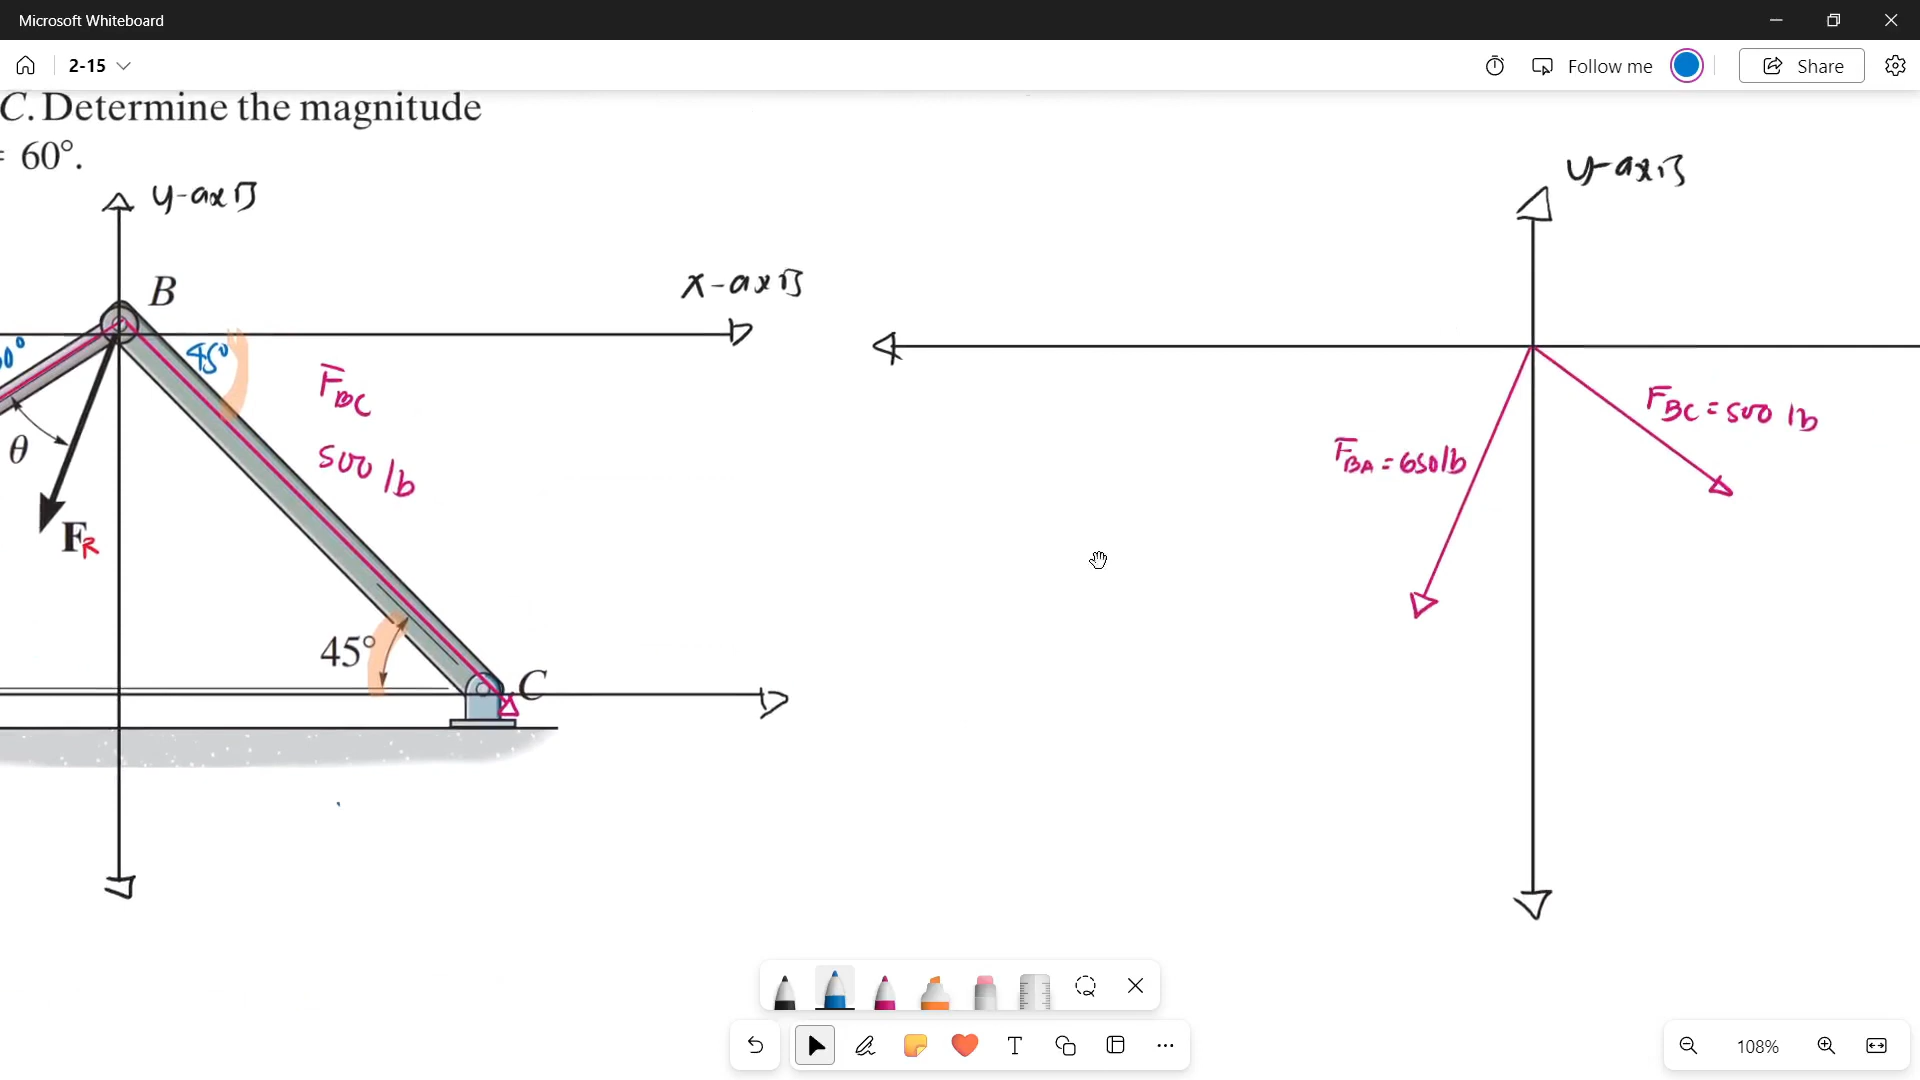 Microsoft Whiteboard
2-15
Follow me
Share
C. Determine the magnitude
= 60°.
y-axis
y-axis
B
x-axis
0°
45°
F_BC
500 lb
F_BC = 500 lb
F_BA = 650 lb
θ
F_R
45°
C
T
108%